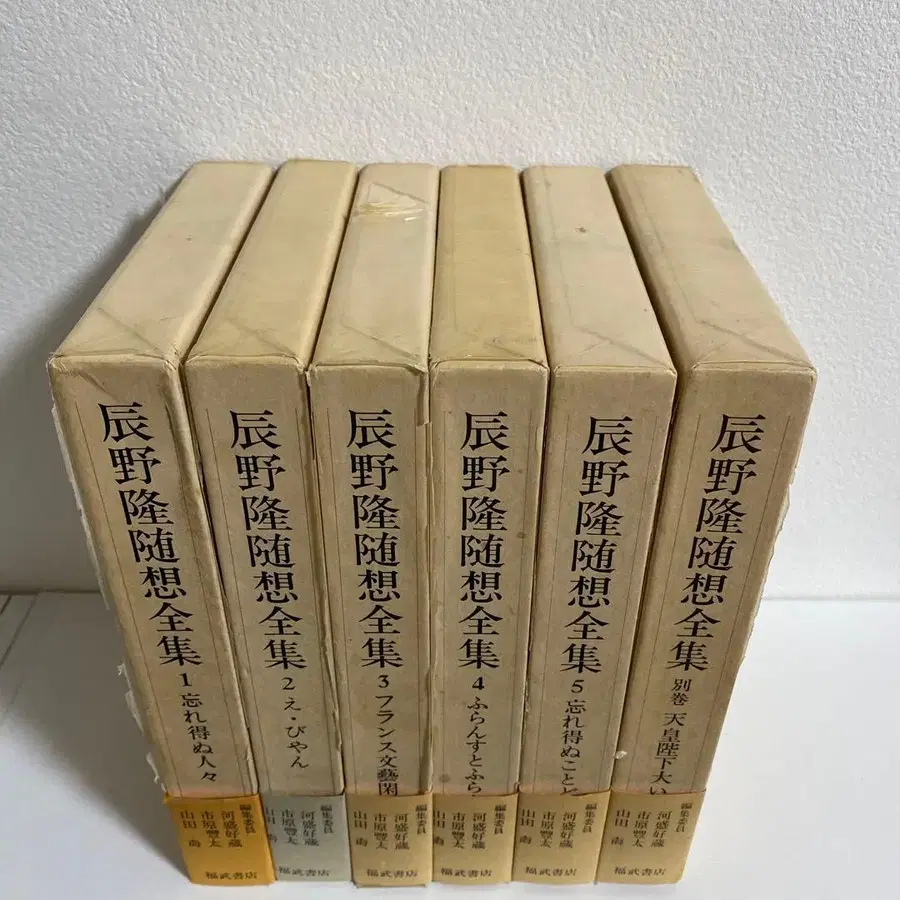 辰野隆随想全集 1 忘れ得ぬ人々
編集委員
河盛好蔵
市原豐太
山田
福武書店
辰野隆随想全集 2 え・びやん
編集委員
河盛好蔵
市原豐太
山田
福武書店
辰野隆随想全集 3 フランス文藝閑
編集委員
河盛好蔵
市原豐太
山田
福武書店
辰野隆随想全集 4 ふらんすとふら
編集委員
河盛好蔵
市原豐太
山田
福武書店
辰野隆随想全集 5 忘れ得ぬこと
編集委員
河盛好蔵
市原豐太
山田
福武書店
辰野隆随想全集 別巻 天皇陛下大い
編集委員
河盛好蔵
市原豐太
山田
福武書店